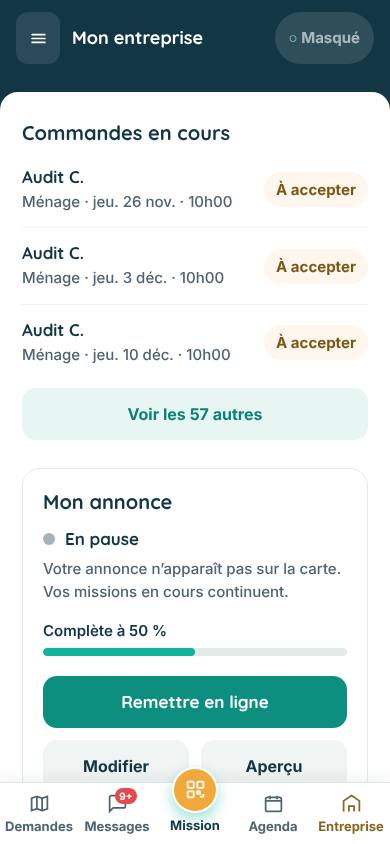 Mon entreprise
○ Masqué
Commandes en cours
Audit C.
Ménage · jeu. 26 nov. · 10h00
À accepter
Audit C.
Ménage · jeu. 3 déc. · 10h00
À accepter
Audit C.
Ménage · jeu. 10 déc. · 10h00
À accepter
Voir les 57 autres
Mon annonce
En pause
Votre annonce n’apparaît pas sur la carte.
Vos missions en cours continuent.
Complète à 50 %
Remettre en ligne
Modifier
Aperçu
9+
Demandes
Messages
Mission
Agenda
Entreprise